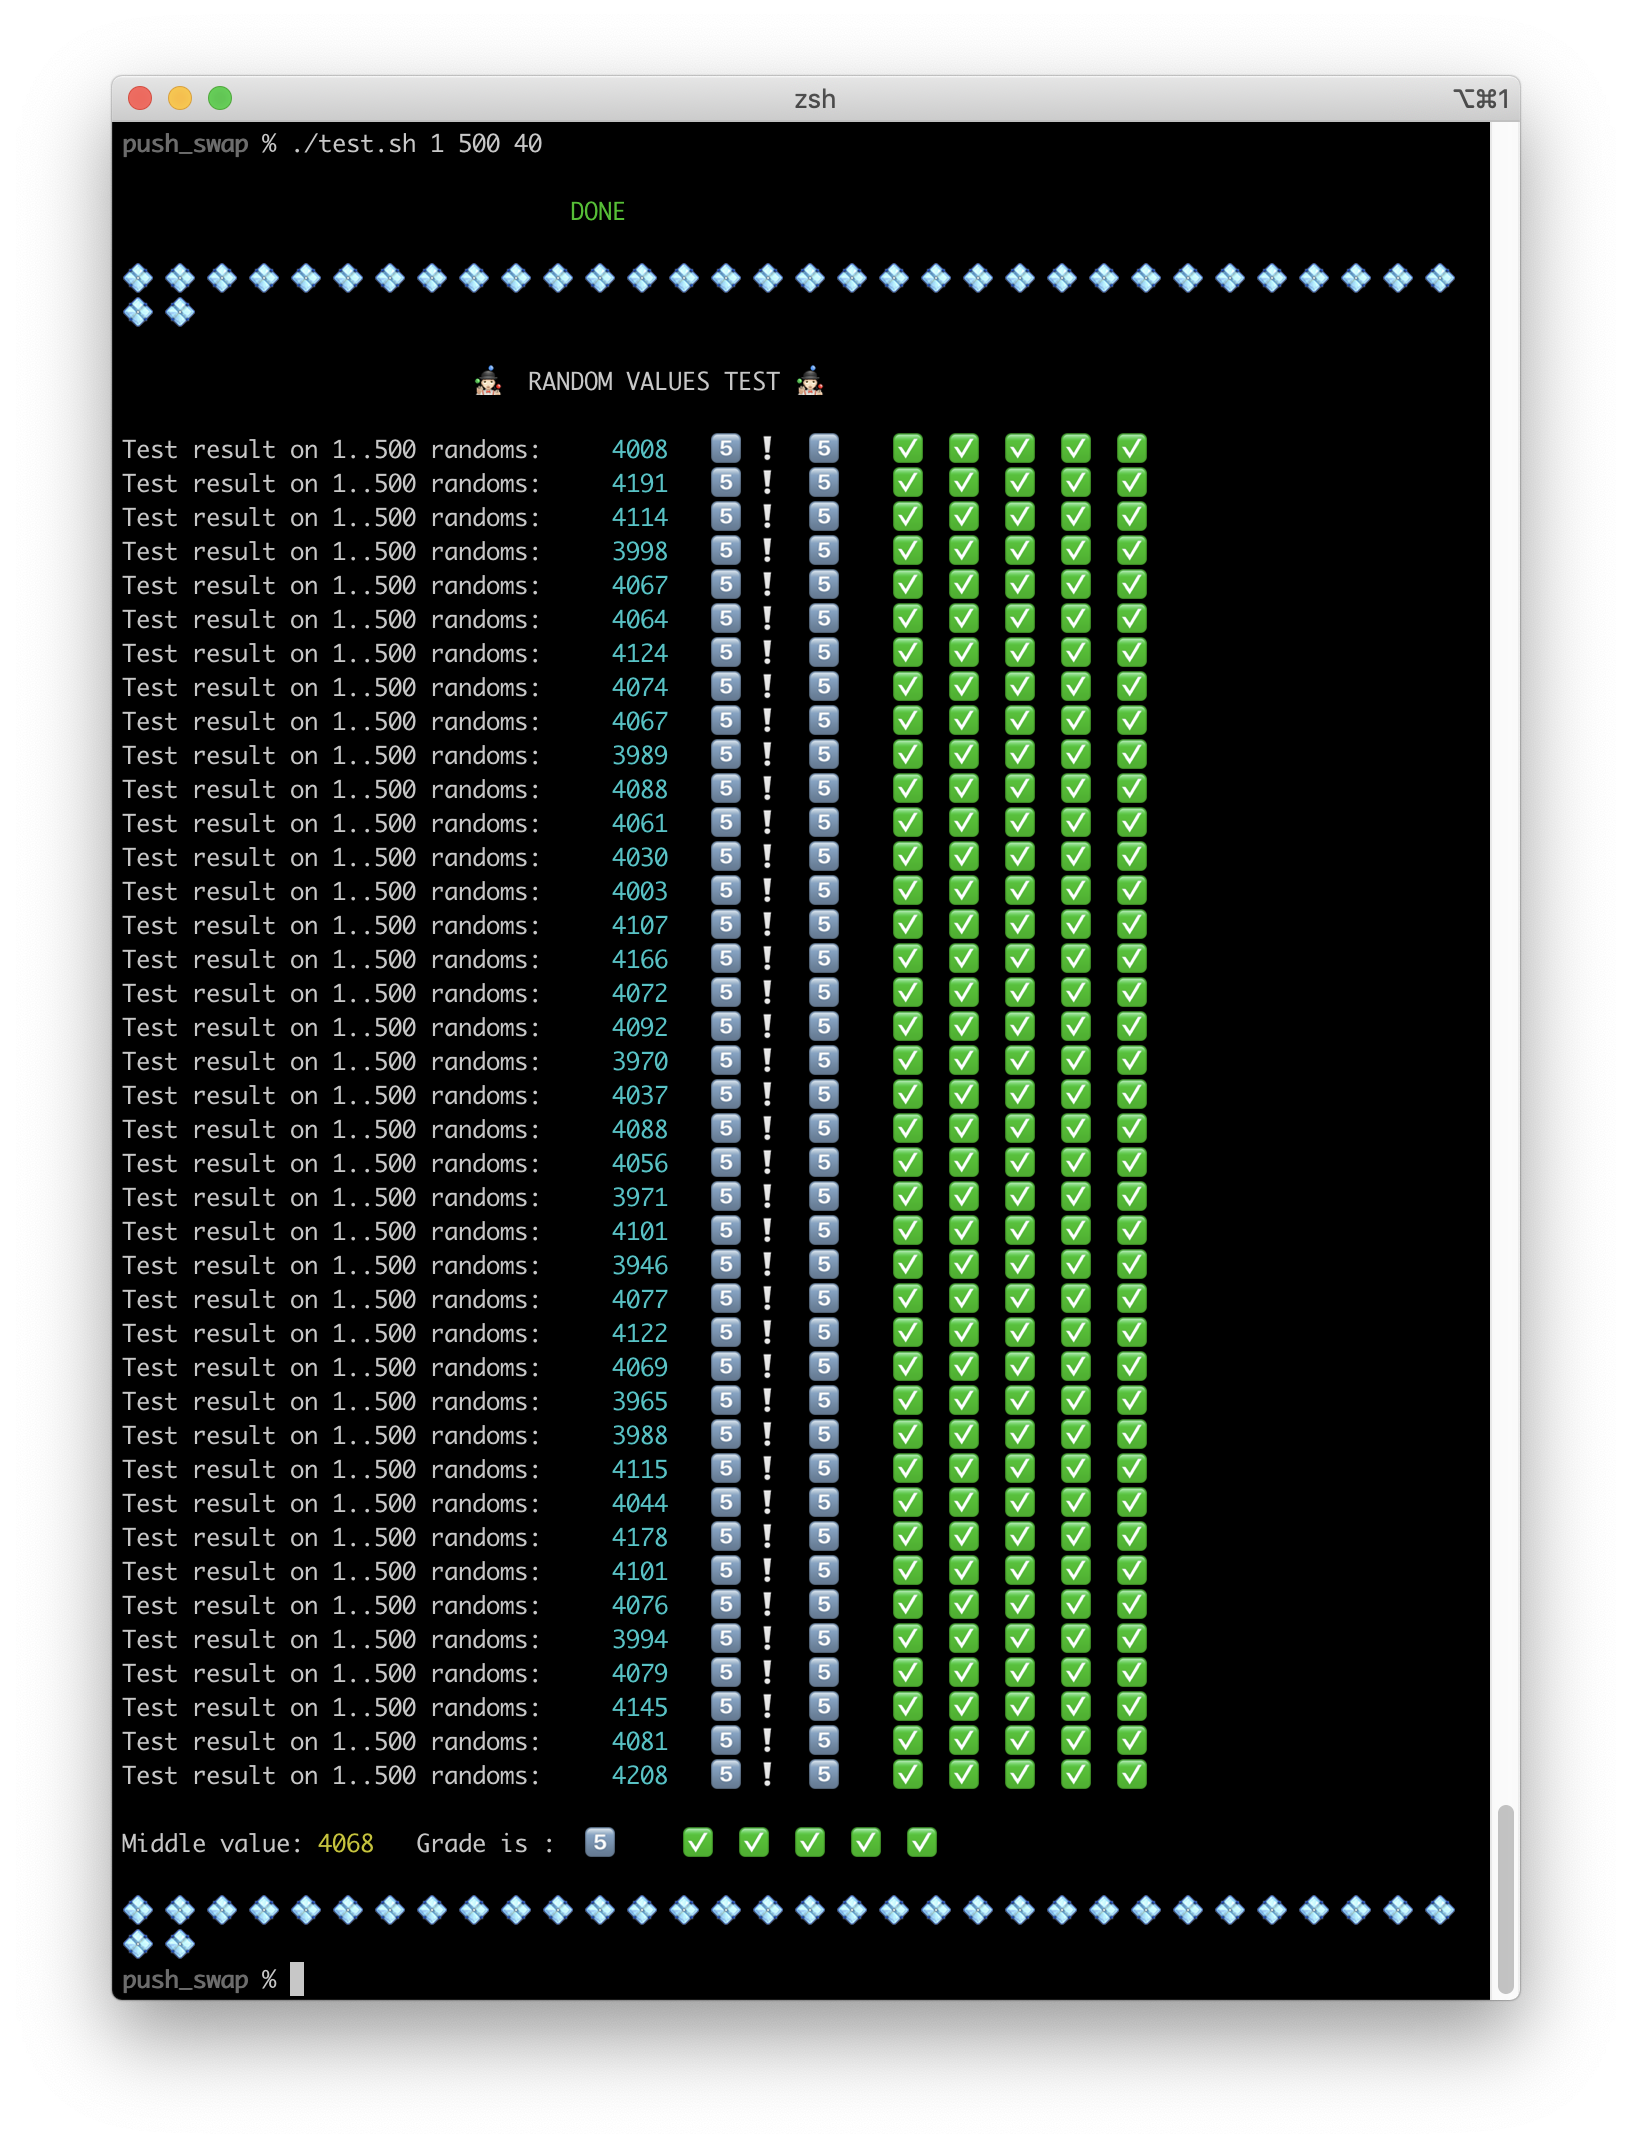 zsh ⌥⌘1
push_swap % ./test.sh 1 500 40
DONE
RANDOM VALUES TEST
Test result on 1..500 randoms: 4008 5 ! 5
Test result on 1..500 randoms: 4191 5 ! 5
Test result on 1..500 randoms: 4114 5 ! 5
Test result on 1..500 randoms: 3998 5 ! 5
Test result on 1..500 randoms: 4067 5 ! 5
Test result on 1..500 randoms: 4064 5 ! 5
Test result on 1..500 randoms: 4124 5 ! 5
Test result on 1..500 randoms: 4074 5 ! 5
Test result on 1..500 randoms: 4067 5 ! 5
Test result on 1..500 randoms: 3989 5 ! 5
Test result on 1..500 randoms: 4088 5 ! 5
Test result on 1..500 randoms: 4061 5 ! 5
Test result on 1..500 randoms: 4030 5 ! 5
Test result on 1..500 randoms: 4003 5 ! 5
Test result on 1..500 randoms: 4107 5 ! 5
Test result on 1..500 randoms: 4166 5 ! 5
Test result on 1..500 randoms: 4072 5 ! 5
Test result on 1..500 randoms: 4092 5 ! 5
Test result on 1..500 randoms: 3970 5 ! 5
Test result on 1..500 randoms: 4037 5 ! 5
Test result on 1..500 randoms: 4088 5 ! 5
Test result on 1..500 randoms: 4056 5 ! 5
Test result on 1..500 randoms: 3971 5 ! 5
Test result on 1..500 randoms: 4101 5 ! 5
Test result on 1..500 randoms: 3946 5 ! 5
Test result on 1..500 randoms: 4077 5 ! 5
Test result on 1..500 randoms: 4122 5 ! 5
Test result on 1..500 randoms: 4069 5 ! 5
Test result on 1..500 randoms: 3965 5 ! 5
Test result on 1..500 randoms: 3988 5 ! 5
Test result on 1..500 randoms: 4115 5 ! 5
Test result on 1..500 randoms: 4044 5 ! 5
Test result on 1..500 randoms: 4178 5 ! 5
Test result on 1..500 randoms: 4101 5 ! 5
Test result on 1..500 randoms: 4076 5 ! 5
Test result on 1..500 randoms: 3994 5 ! 5
Test result on 1..500 randoms: 4079 5 ! 5
Test result on 1..500 randoms: 4145 5 ! 5
Test result on 1..500 randoms: 4081 5 ! 5
Test result on 1..500 randoms: 4208 5 ! 5
Middle value: 4068 Grade is : 5
push_swap %